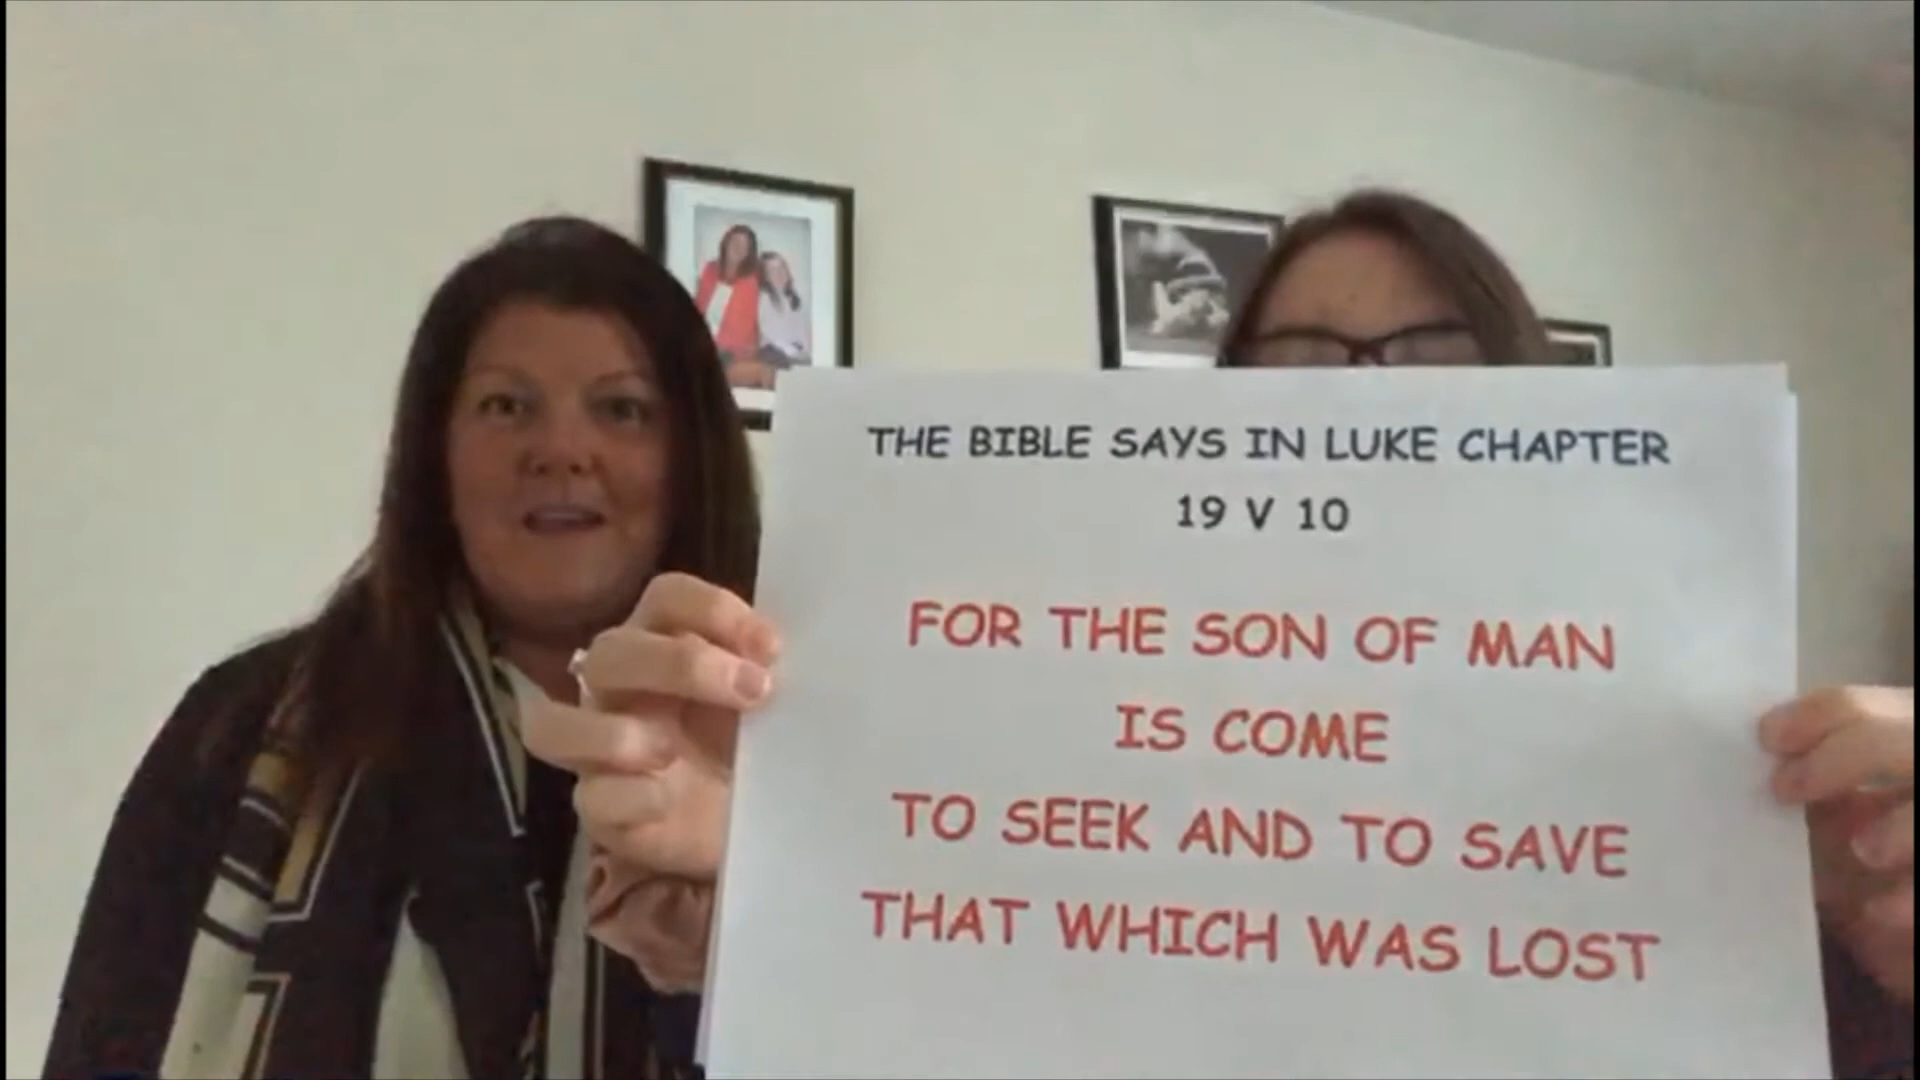 THE BIBLE SAYS IN LUKE CHAPTER
19 V 10
FOR THE SON OF MAN
IS COME
TO SEEK AND TO SAVE
THAT WHICH WAS LOST